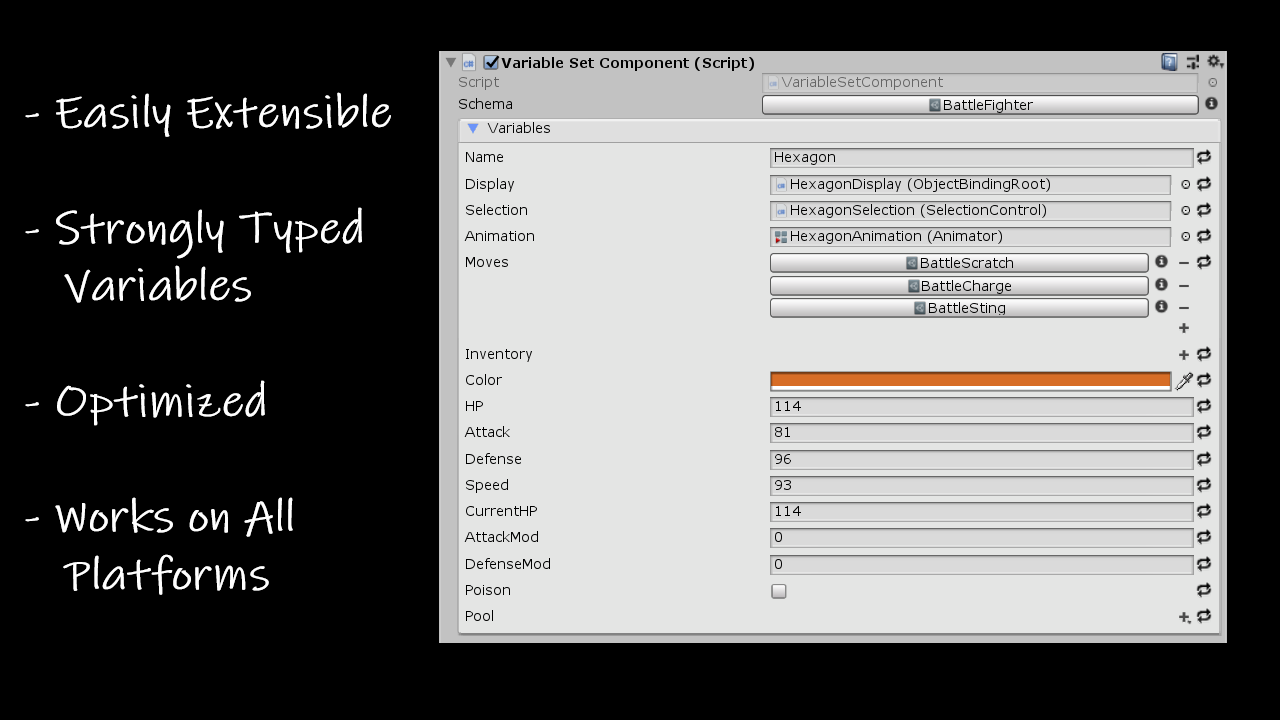 - Easily Extensible
- Strongly Typed
Variables
- Optimized
- Works on All
Platforms
Variable Set Component (Script)
Script VariableSetComponent
Schema BattleFighter
Variables
Name Hexagon
Display HexagonDisplay (ObjectBindingRoot)
Selection HexagonSelection (SelectionControl)
Animation HexagonAnimation (Animator)
Moves BattleScratch
BattleCharge
BattleSting
Inventory
Color
HP 114
Attack 81
Defense 96
Speed 93
CurrentHP 114
AttackMod 0
DefenseMod 0
Poison
Pool